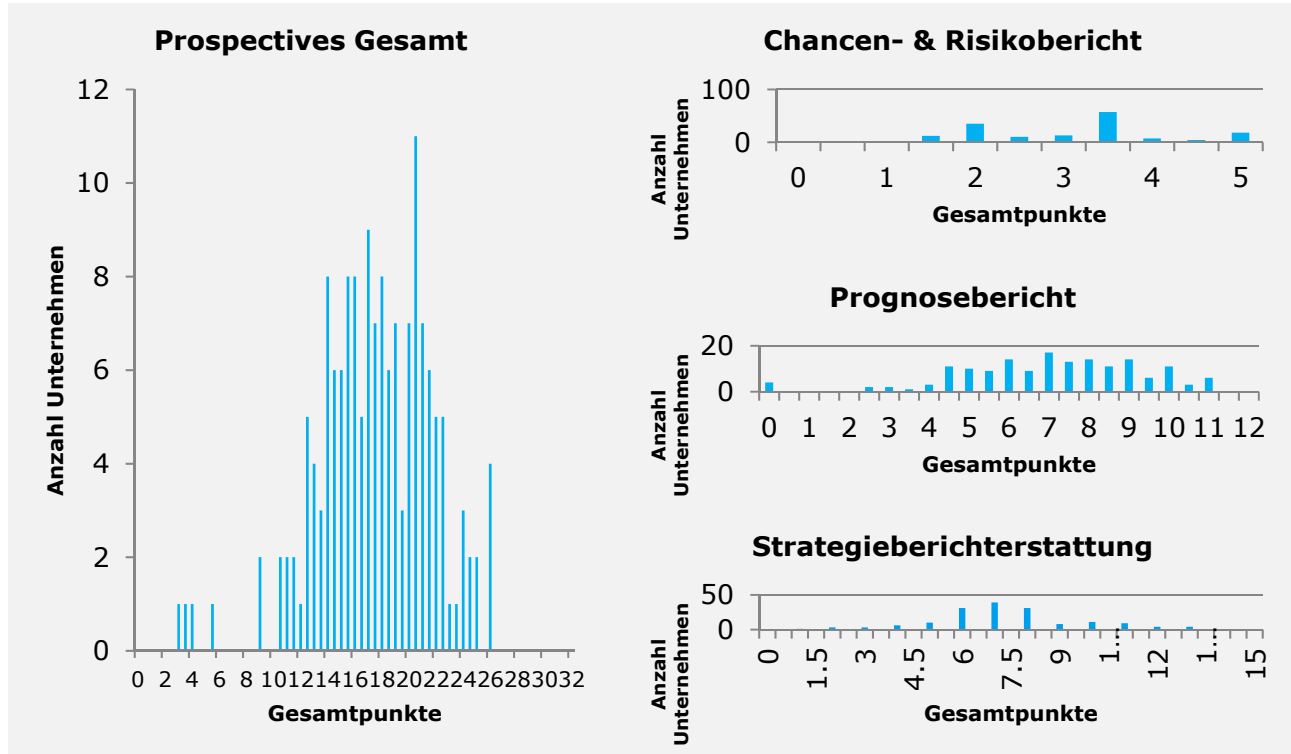 Prospectives Gesamt
12
10
8
6
4
2
0
Anzahl Unternehmen
0 2 4 6 8 10 12 14 16 18 20 22 24 26 28 30 32
Gesamtpunkte
Chancen- & Risikobericht
100
0
Anzahl
Unternehmen
0 1 2 3 4 5
Gesamtpunkte
Prognosebericht
20
0
Anzahl
Unternehmen
0 1 2 3 4 5 6 7 8 9 10 11 12
Gesamtpunkte
Strategieberichterstattung
50
0
Anzahl
Unternehmen
0 1.5 3 4.5 6 7.5 9 1... 12 1... 15
Gesamtpunkte